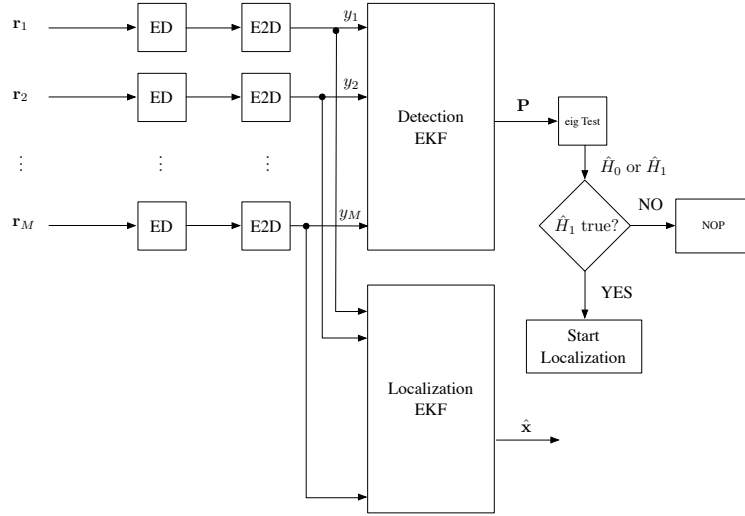 r₁ ED E2D y₁
r₂ ED E2D y₂
⋮ ⋮ ⋮
r_M ED E2D y_M
Detection
EKF
P
eig Test
Ĥ₀ or Ĥ₁
Ĥ₁ true?
NO
NOP
YES
Start
Localization
Localization
EKF
x̂